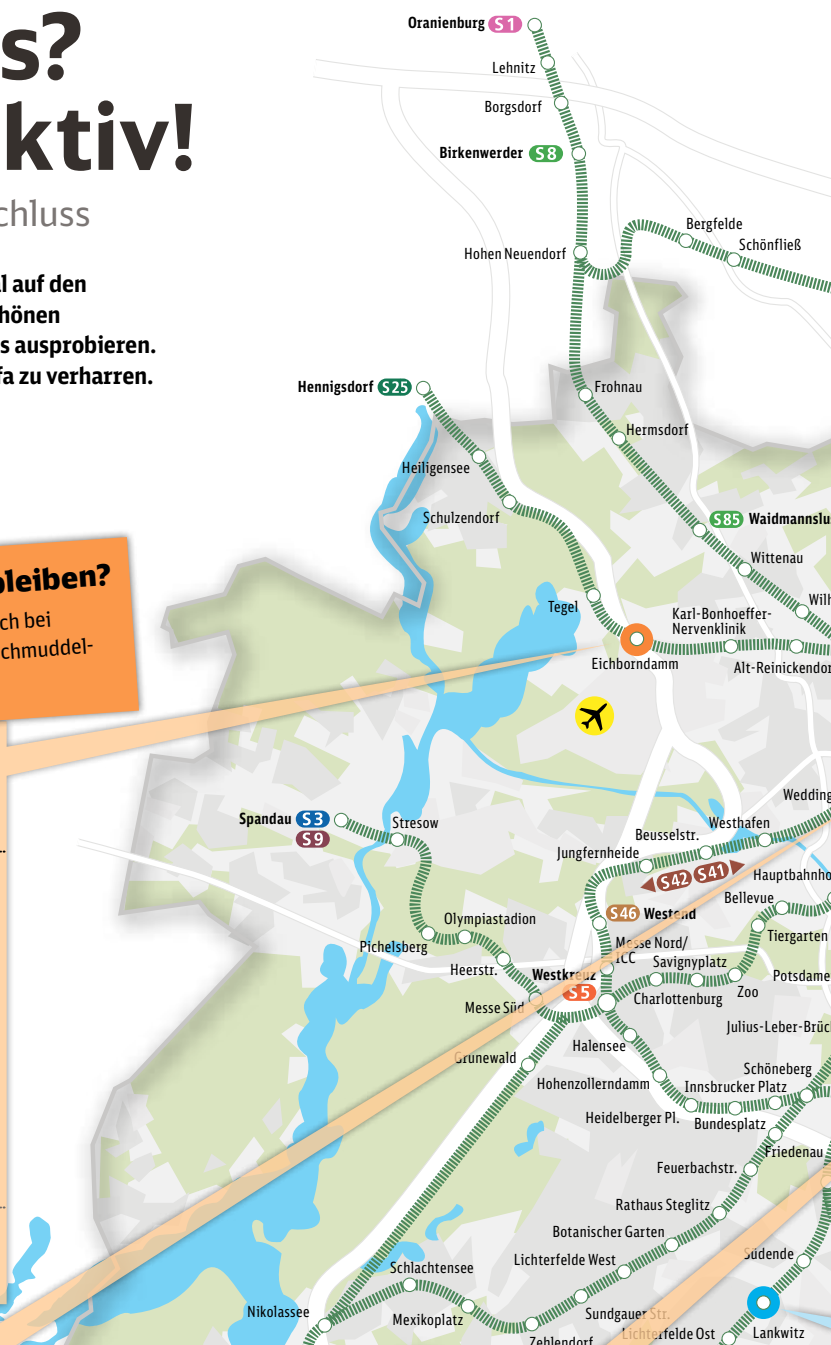 s?
ktiv!
chluss
l auf den
hönen
s ausprobieren.
fa zu verharren.
bleiben?
ch bei
chmuddel-
Oranienburg S1
Lehnitz
Borgsdorf
Birkenwerder S8
Hohen Neuendorf
Bergfelde
Schönfließ
Hennigsdorf S25
Frohnau
Hermsdorf
Heiligensee
Schulzendorf
S85 Waidmannslu
Wittenau
Wilh
Tegel
Karl-Bonhoeffer-
Nervenklinik
Eichborndamm
Alt-Reinickendor
Wedding
Spandau S3
S9
Stresow
Westhafen
Beusselstr.
Jungfernheide
S42 S41
Hauptbahnho
Bellevue
S46 Westend
Olympiastadion
Tiergarten
Pichelsberg
Messe Nord/
ICC
Savignyplatz
Heerstr.
Westkreuz
S5
Potsdame
Charlottenburg
Zoo
Messe Süd
Julius-Leber-Brüc
Halensee
Grunewald
Schöneberg
Hohenzollerndamm
Innsbrucker Platz
Heidelberger Pl.
Bundesplatz
Friedenau
Feuerbachstr.
Rathaus Steglitz
Botanischer Garten
Lichterfelde West
Südende
Schlachtensee
Nikolassee
Mexikoplatz
Sundgauer Str.
Zehlendorf
Lichterfelde Ost
Lankwitz